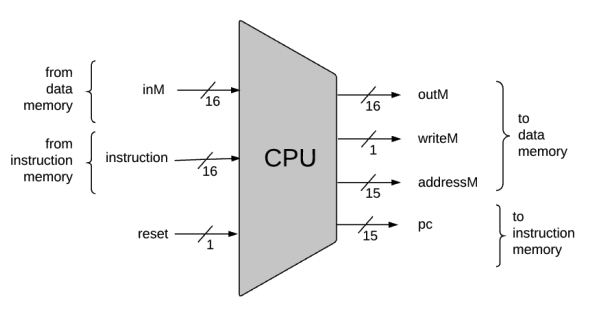 from
data
memory
inM
16
from
instruction
memory
instruction
16
reset
1
CPU
outM
16
writeM
1
addressM
15
to
data
memory
pc
15
to
instruction
memory